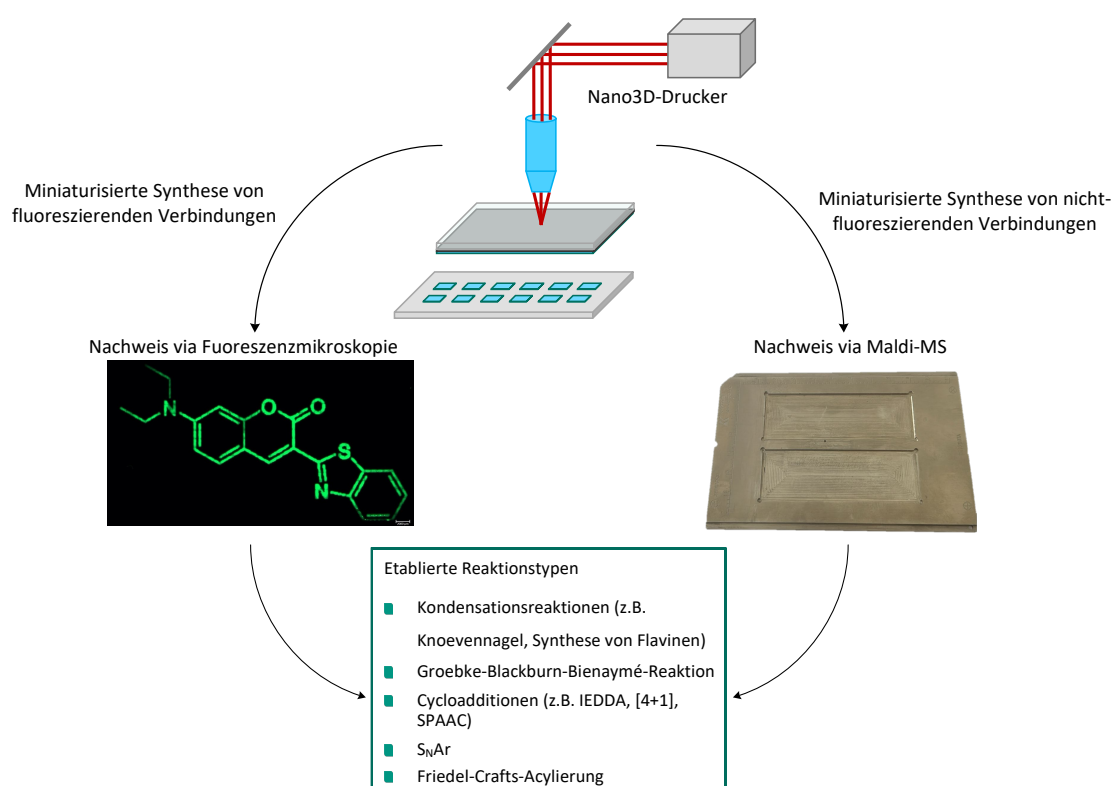 Nano3D-Drucker
Miniaturisierte Synthese von
fluoreszierenden Verbindungen
Miniaturisierte Synthese von nicht-
fluoreszierenden Verbindungen
Nachweis via Fuoreszenzmikroskopie
Nachweis via Maldi-MS
N
O
O
S
N
Etablierte Reaktionstypen
Kondensationsreaktionen (z.B.
Knoevennagel, Synthese von Flavinen)
Groebke-Blackburn-Bienaymé-Reaktion
Cycloadditionen (z.B. IEDDA, [4+1],
SPAAC)
SNAr
Friedel-Crafts-Acylierung